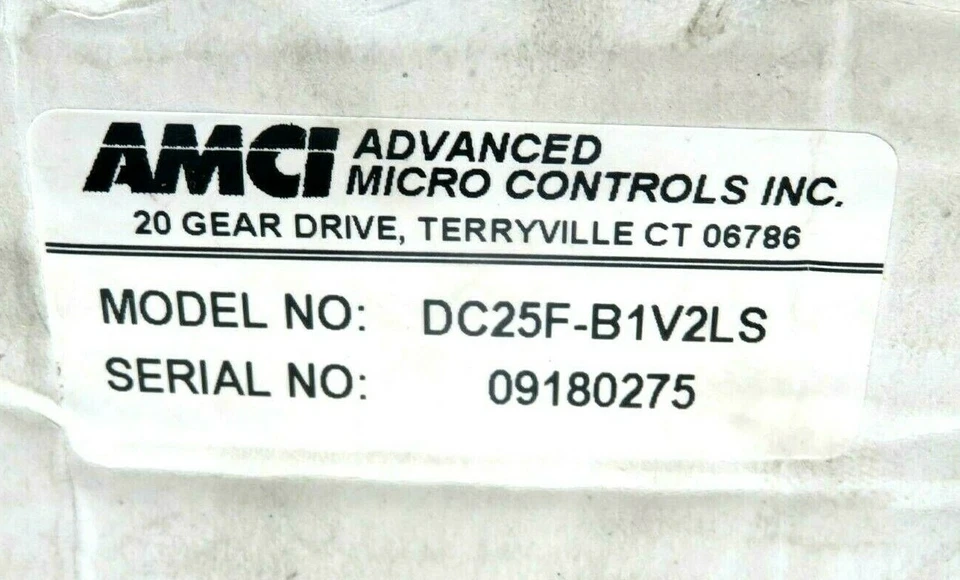 AMCI ADVANCED
MICRO CONTROLS INC.
20 GEAR DRIVE, TERRYVILLE CT 06786
MODEL NO: DC25F-B1V2LS
SERIAL NO: 09180275